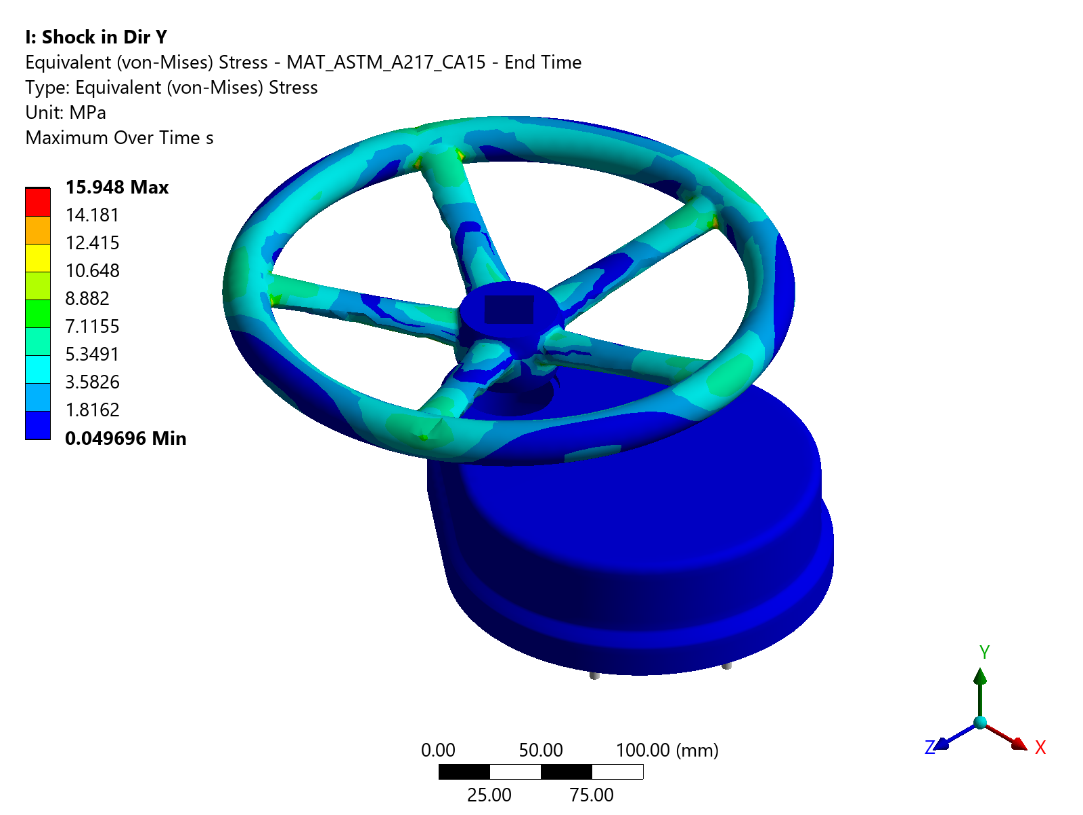 I: Shock in Dir Y
Equivalent (von-Mises) Stress - MAT_ASTM_A217_CA15 - End Time
Type: Equivalent (von-Mises) Stress
Unit: MPa
Maximum Over Time s
15.948 Max
14.181
12.415
10.648
8.882
7.1155
5.3491
3.5826
1.8162
0.049696 Min
Y
Z X
0.00 50.00 100.00 (mm)
25.00 75.00